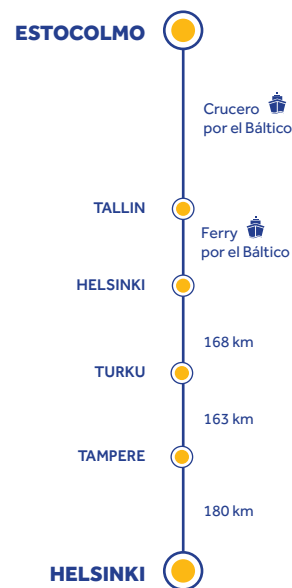 ESTOCOLMO
Crucero
por el Báltico
TALLIN
Ferry
por el Báltico
HELSINKI
168 km
TURKU
163 km
TAMPERE
180 km
HELSINKI